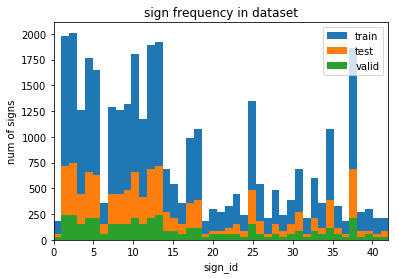 sign frequency in dataset
train
test
valid
num of signs
2000
1750
1500
1250
1000
750
500
250
0
0 5 10 15 20 25 30 35 40
sign_id